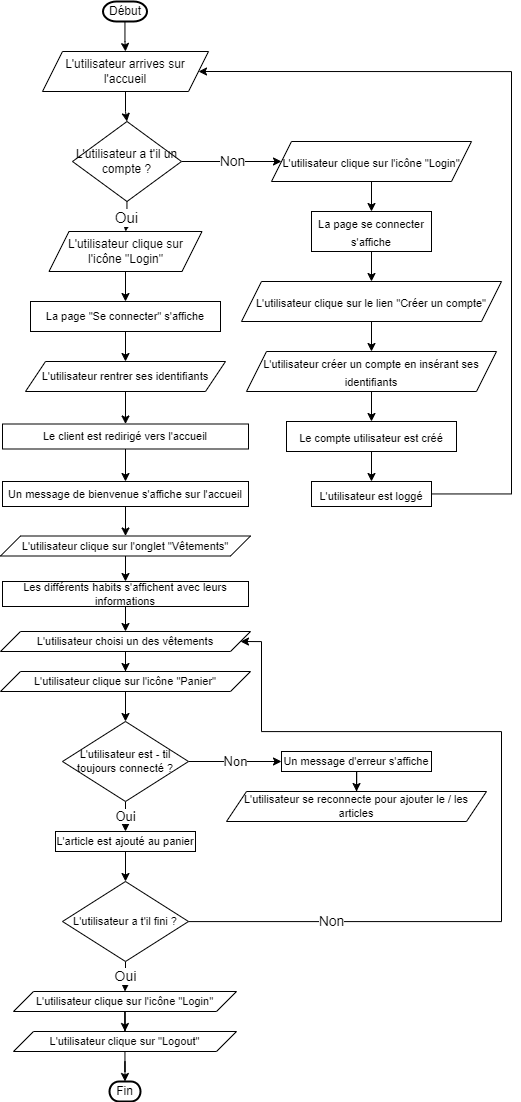 Début
L'utilisateur arrives sur
l'accueil
L'utilisateur a t'il un
compte ?
Non
L'utilisateur clique sur l'icône "Login"
Oui
L'utilisateur clique sur
l'icône "Login"
La page se connecter
s'affiche
La page "Se connecter" s'affiche
L'utilisateur clique sur le lien "Créer un compte"
L'utilisateur rentrer ses identifiants
L'utilisateur créer un compte en insérant ses
identifiants
Le client est redirigé vers l'accueil
Le compte utilisateur est créé
Un message de bienvenue s'affiche sur l'accueil
L'utilisateur est loggé
L'utilisateur clique sur l'onglet "Vêtements"
Les différents habits s'affichent avec leurs
informations
L'utilisateur choisi un des vêtements
L'utilisateur clique sur l'icône "Panier"
L'utilisateur est - til
toujours connecté ?
Non
Un message d'erreur s'affiche
L'utilisateur se reconnecte pour ajouter le / les
articles
Oui
L'article est ajouté au panier
L'utilisateur a t'il fini ?
Non
Oui
L'utilisateur clique sur l'icône "Login"
L'utilisateur clique sur "Logout"
Fin